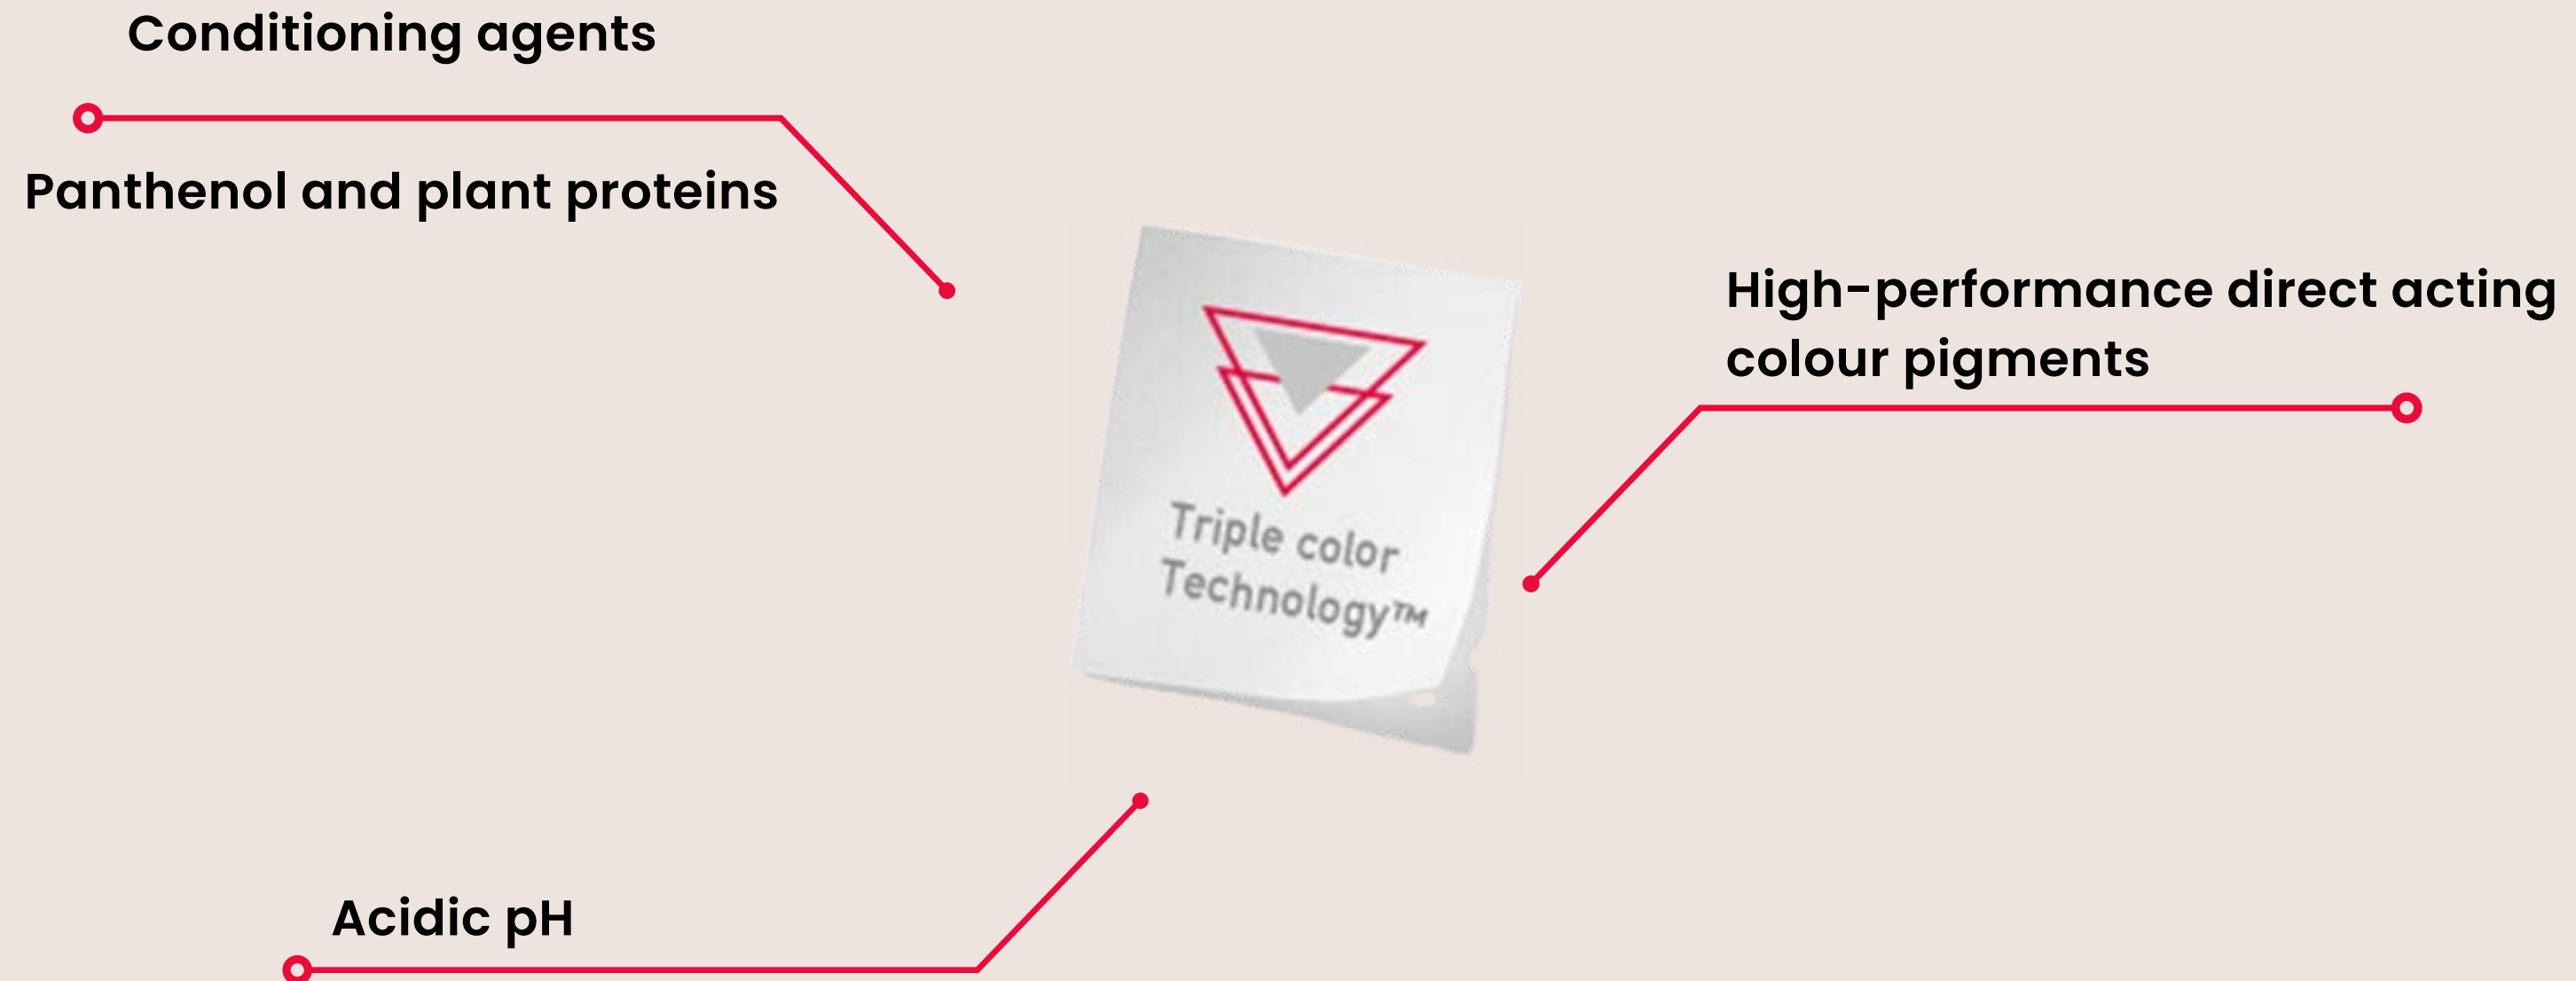 Conditioning agents
Panthenol and plant proteins
High-performance direct acting
colour pigments
Triple color
Technology™
Acidic pH